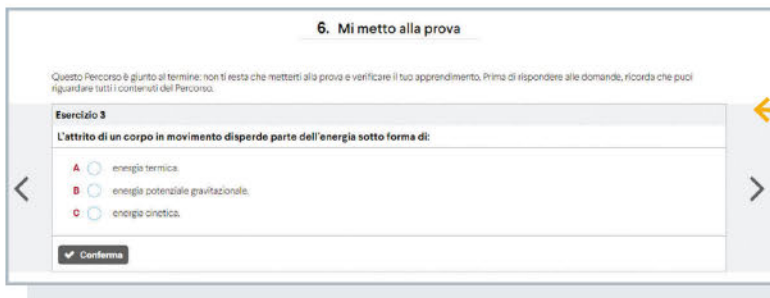 6. Mi metto alla prova
Questo Percorso è giunto al termine: non ti resta che metterti alla prova e verificare il tuo apprendimento. Prima di rispondere alle domande, ricorda che puoi
riguardare tutti i contenuti del Percorso.
Esercizio 3
L'attrito di un corpo in movimento disperde parte dell'energia sotto forma di:
A energia termica.
B energia potenziale gravitazionale.
C energia cinetica.
Conferma